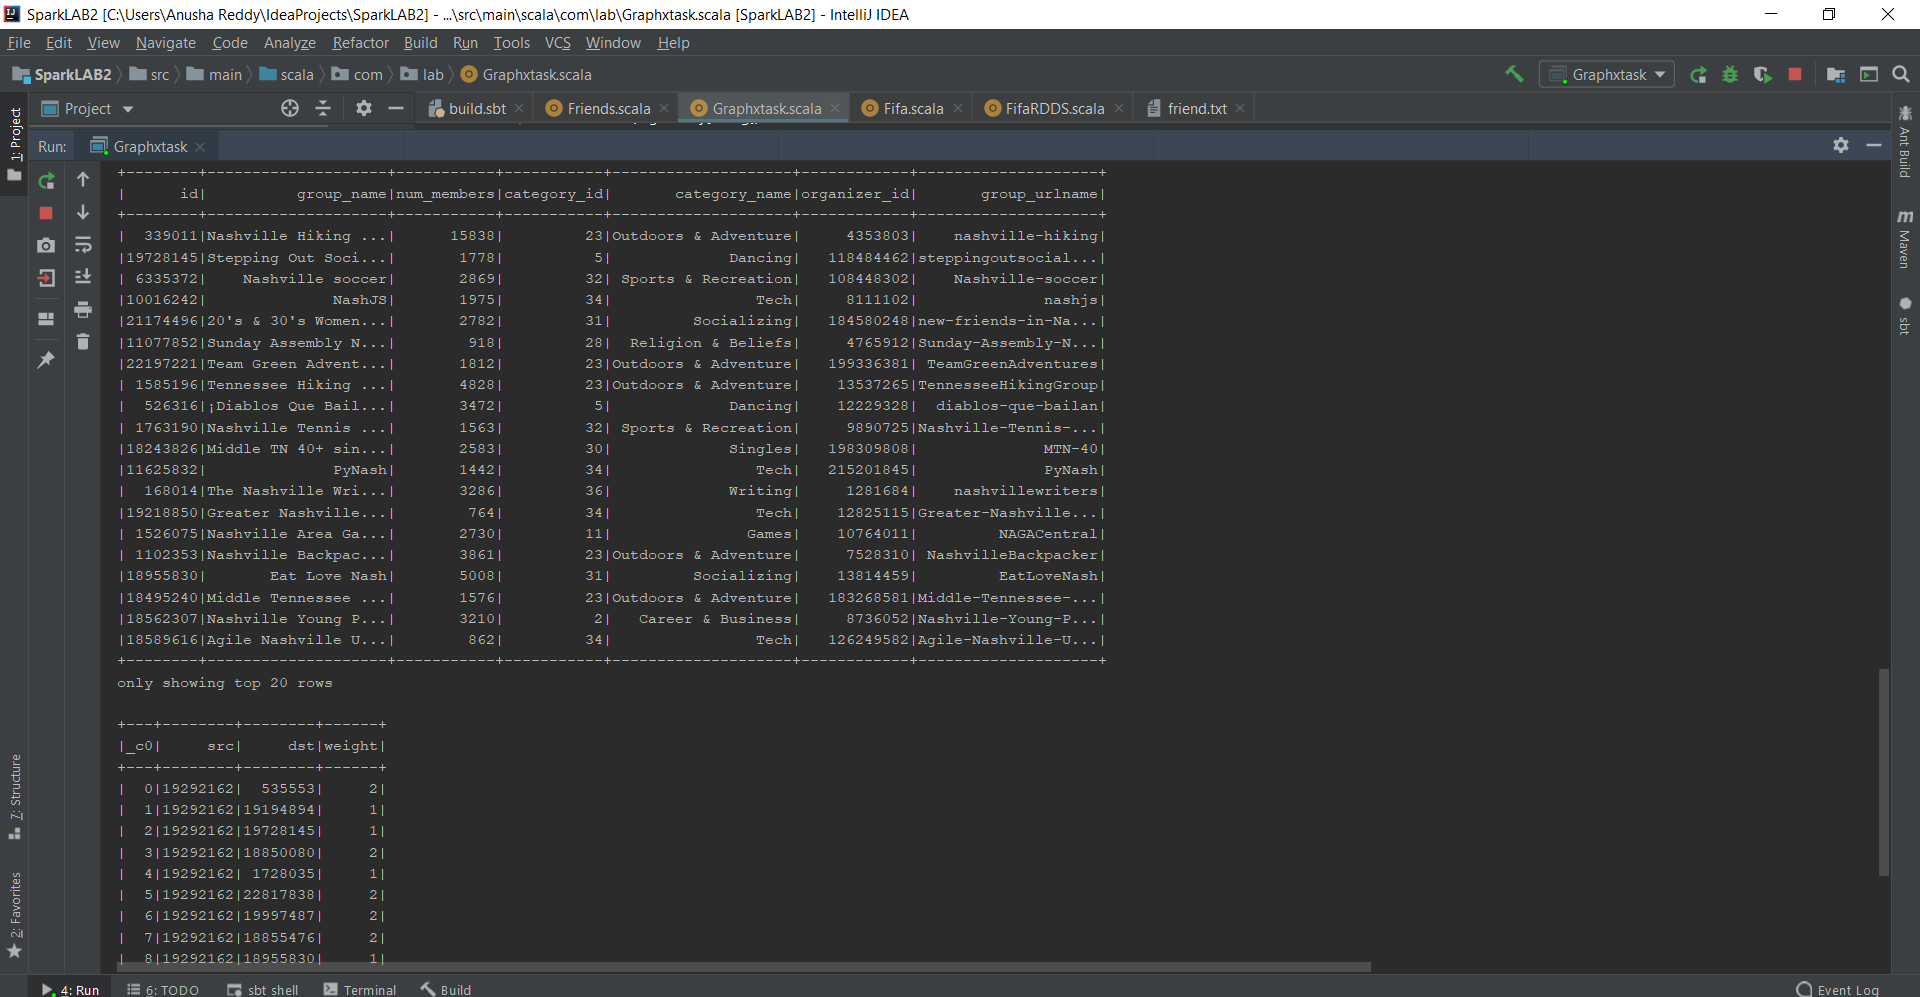 SparkLAB2 [C:\Users\Anusha Reddy\IdeaProjects\SparkLAB2] - ...\src\main\scala\com\lab\Graphxtask.scala [SparkLAB2] - IntelliJ IDEA
File Edit View Navigate Code Analyze Refactor Build Run Tools VCS Window Help
SparkLAB2 src main scala com lab Graphxtask.scala Graphxtask
Project build.sbt Friends.scala Graphxtask.scala Fifa.scala FifaRDDS.scala friend.txt
Run: Graphxtask
1: Project
7: Structure
2: Favorites
Ant Build
Maven
sbt
+--------+--------------------+-----------+-----------+--------------------+------------+--------------------+
|      id|          group_name|num_members|category_id|       category_name|organizer_id|       group_urlname|
+--------+--------------------+-----------+-----------+--------------------+------------+--------------------+
|  339011|Nashville Hiking ...|      15838|         23|Outdoors & Adventure|     4353803|    nashville-hiking|
|19728145|Stepping Out Soci...|       1778|          5|             Dancing|   118484462|steppingoutsocial...|
| 6335372|    Nashville soccer|       2869|         32| Sports & Recreation|   108448302|    Nashville-soccer|
|10016242|              NashJS|       1975|         34|                Tech|     8111102|              nashjs|
|21174496|20's & 30's Women...|       2782|         31|         Socializing|   184580248|new-friends-in-Na...|
|11077852|Sunday Assembly N...|        918|         28|  Religion & Beliefs|     4765912|Sunday-Assembly-N...|
|22197221|Team Green Advent...|       1812|         23|Outdoors & Adventure|   199336381| TeamGreenAdventures|
| 1585196|Tennessee Hiking ...|       4828|         23|Outdoors & Adventure|    13537265|TennesseeHikingGroup|
|  526316|¡Diablos Que Bail...|       3472|          5|             Dancing|    12229328|  diablos-que-bailan|
| 1763190|Nashville Tennis ...|       1563|         32| Sports & Recreation|     9890725|Nashville-Tennis-...|
|18243826|Middle TN 40+ sin...|       2583|         30|             Singles|   198309808|              MTN-40|
|11625832|              PyNash|       1442|         34|                Tech|   215201845|              PyNash|
|  168014|The Nashville Wri...|       3286|         36|             Writing|     1281684|    nashvillewriters|
|19218850|Greater Nashville...|        764|         34|                Tech|    12825115|Greater-Nashville...|
| 1526075|Nashville Area Ga...|       2730|         11|               Games|    10764011|         NAGACentral|
| 1102353|Nashville Backpac...|       3861|         23|Outdoors & Adventure|     7528310| NashvilleBackpacker|
|18955830|       Eat Love Nash|       5008|         31|         Socializing|    13814459|         EatLoveNash|
|18495240|Middle Tennessee ...|       1576|         23|Outdoors & Adventure|   183268581|Middle-Tennessee-...|
|18562307|Nashville Young P...|       3210|          2|   Career & Business|     8736052|Nashville-Young-P...|
|18589616|Agile Nashville U...|        862|         34|                Tech|   126249582|Agile-Nashville-U...|
+--------+--------------------+-----------+-----------+--------------------+------------+--------------------+
only showing top 20 rows
+---+--------+--------+------+
|_c0|     src|     dst|weight|
+---+--------+--------+------+
|  0|19292162|  535553|     2|
|  1|19292162|19194894|     1|
|  2|19292162|19728145|     1|
|  3|19292162|18850080|     2|
|  4|19292162| 1728035|     1|
|  5|19292162|22817838|     2|
|  6|19292162|19997487|     2|
|  7|19292162|18855476|     2|
|  8|19292162|18955830|     1|
4: Run 6: TODO sbt shell Terminal Build Event Log